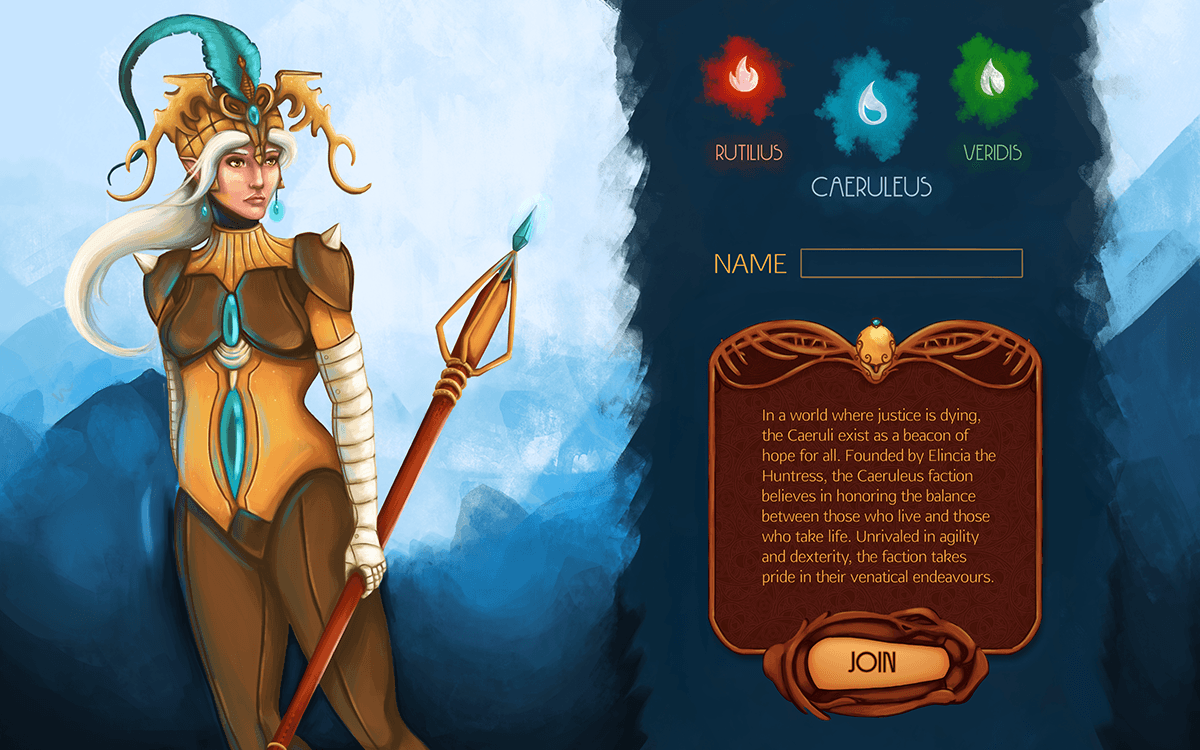 RUTILIUS
VERIDIS
CAERULEUS
NAME
In a world where justice is dying,
the Caeruli exist as a beacon of
hope for all. Founded by Elincia the
Huntress, the Caeruleus faction
believes in honoring the balance
between those who live and those
who take life. Unrivaled in agility
and dexterity, the faction takes
pride in their venatical endeavours.
JOIN